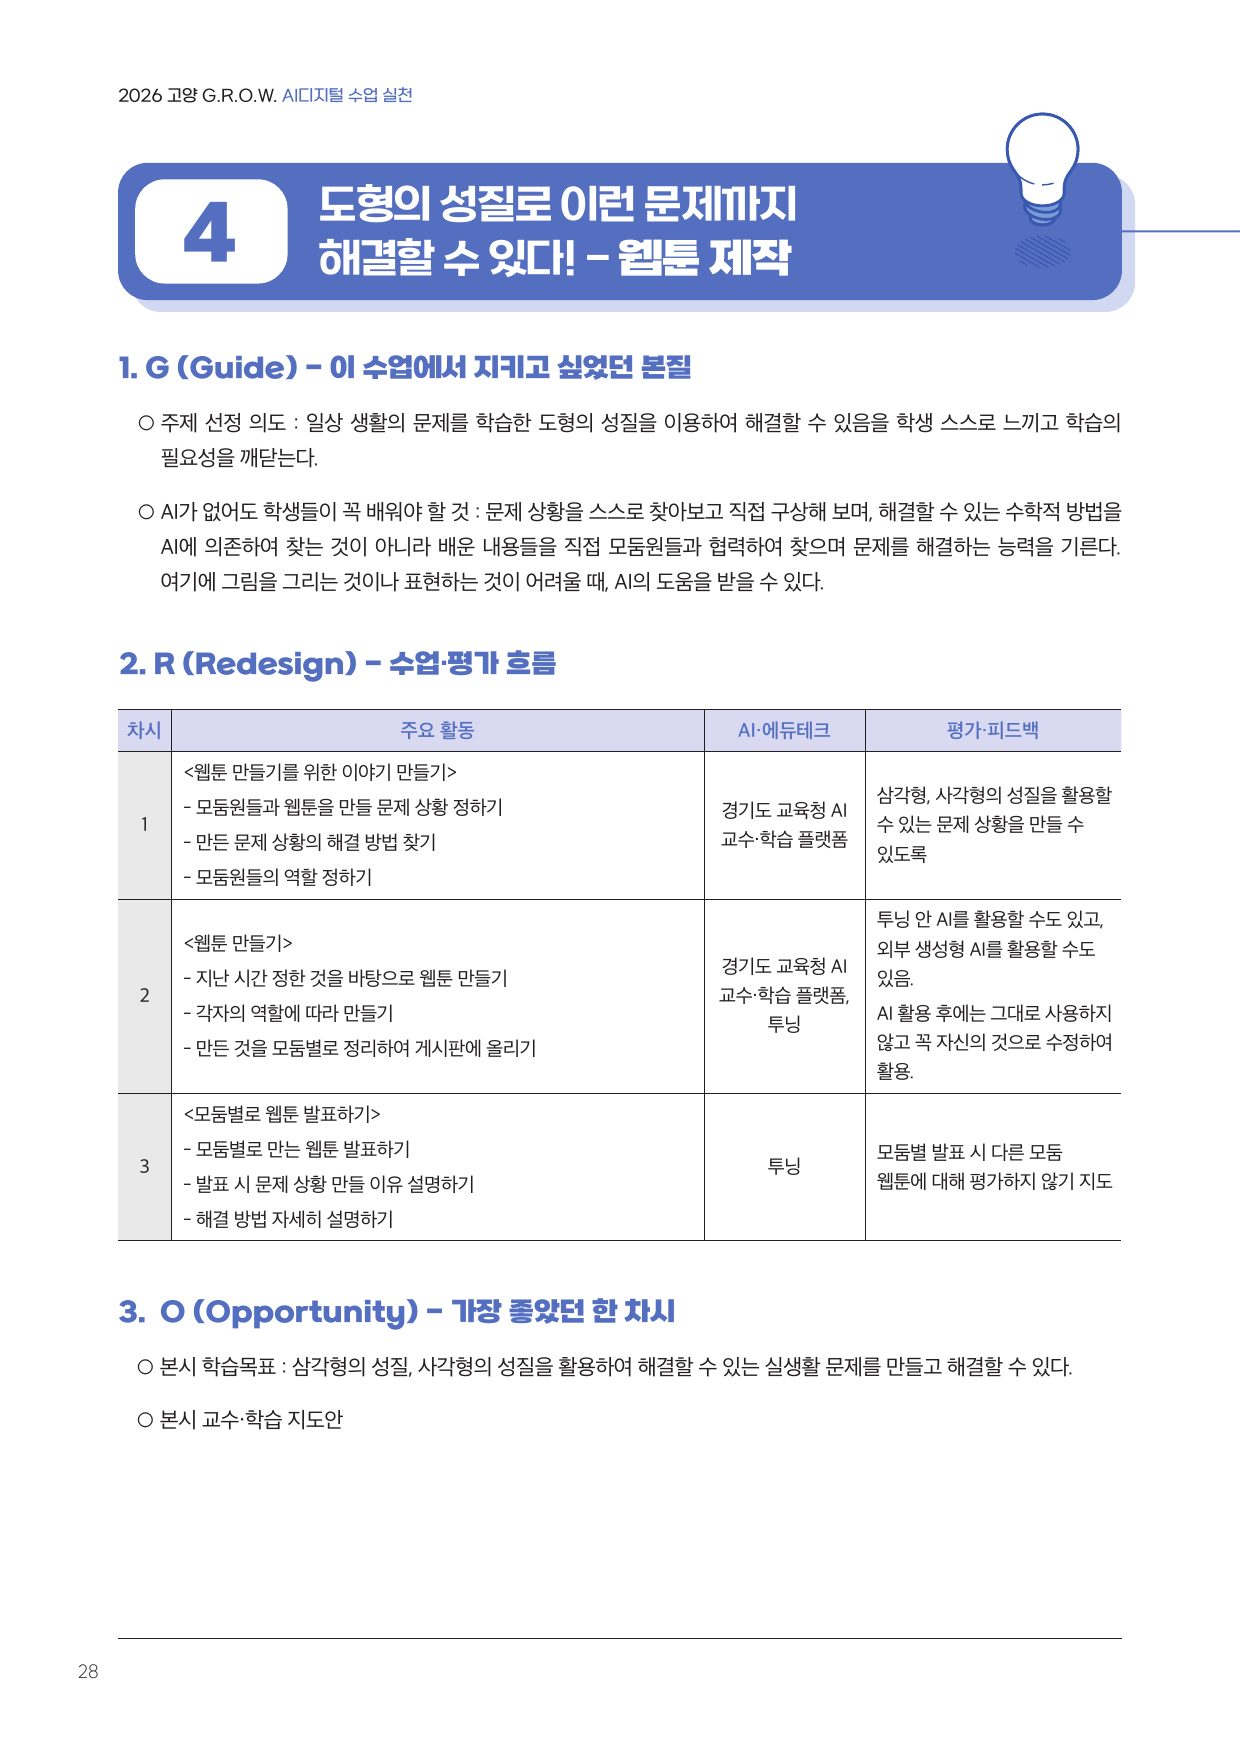 2026 고양 G.R.O.W. AI디지털 수업 실천
4
도형의 성질로 이런 문제까지
해결할 수 있다! – 웹툰 제작
1. G (Guide) – 이 수업에서 지키고 싶었던 본질
○ 주제 선정 의도 : 일상 생활의 문제를 학습한 도형의 성질을 이용하여 해결할 수 있음을 학생 스스로 느끼고 학습의
필요성을 깨닫는다.
○ AI가 없어도 학생들이 꼭 배워야 할 것 : 문제 상황을 스스로 찾아보고 직접 구상해 보며, 해결할 수 있는 수학적 방법을
AI에 의존하여 찾는 것이 아니라 배운 내용들을 직접 모둠원들과 협력하여 찾으며 문제를 해결하는 능력을 기른다.
여기에 그림을 그리는 것이나 표현하는 것이 어려울 때, AI의 도움을 받을 수 있다.
2. R (Redesign) – 수업·평가 흐름
차시 주요 활동 AI·에듀테크 평가·피드백
1
<웹툰 만들기를 위한 이야기 만들기>
- 모둠원들과 웹툰을 만들 문제 상황 정하기
- 만든 문제 상황의 해결 방법 찾기
- 모둠원들의 역할 정하기
경기도 교육청 AI
교수·학습 플랫폼
삼각형, 사각형의 성질을 활용할
수 있는 문제 상황을 만들 수
있도록
2
<웹툰 만들기>
- 지난 시간 정한 것을 바탕으로 웹툰 만들기
- 각자의 역할에 따라 만들기
- 만든 것을 모둠별로 정리하여 게시판에 올리기
경기도 교육청 AI
교수·학습 플랫폼,
투닝
투닝 안 AI를 활용할 수도 있고,
외부 생성형 AI를 활용할 수도
있음.
AI 활용 후에는 그대로 사용하지
않고 꼭 자신의 것으로 수정하여
활용.
3
<모둠별로 웹툰 발표하기>
- 모둠별로 만는 웹툰 발표하기
- 발표 시 문제 상황 만들 이유 설명하기
- 해결 방법 자세히 설명하기
투닝
모둠별 발표 시 다른 모둠
웹툰에 대해 평가하지 않기 지도
3. O (Opportunity) – 가장 좋았던 한 차시
○ 본시 학습목표 : 삼각형의 성질, 사각형의 성질을 활용하여 해결할 수 있는 실생활 문제를 만들고 해결할 수 있다.
○ 본시 교수·학습 지도안
28